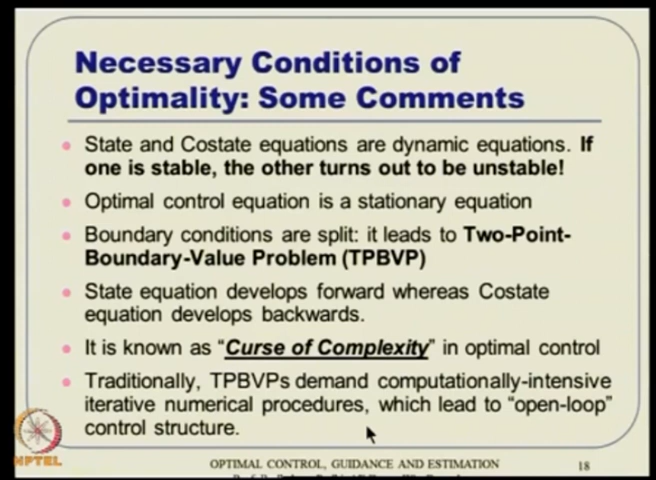 Necessary Conditions of
Optimality: Some Comments
State and Costate equations are dynamic equations. If
one is stable, the other turns out to be unstable!
Optimal control equation is a stationary equation
Boundary conditions are split: it leads to Two-Point-
Boundary-Value Problem (TPBVP)
State equation develops forward whereas Costate
equation develops backwards.
It is known as "Curse of Complexity" in optimal control
Traditionally, TPBVPs demand computationally-intensive
iterative numerical procedures, which lead to "open-loop"
control structure.
NPTEL
OPTIMAL CONTROL, GUIDANCE AND ESTIMATION
18